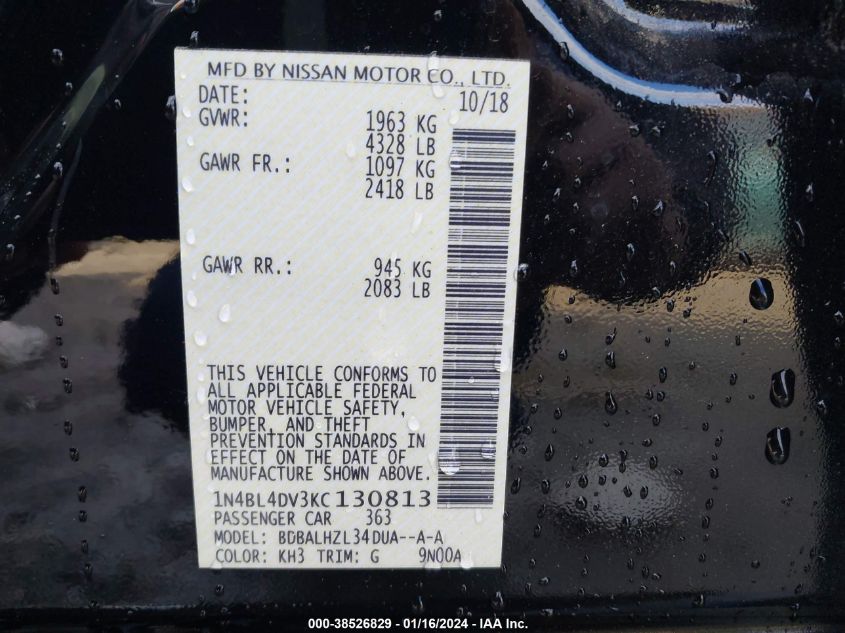 MFD BY NISSAN MOTOR CO., LTD.
DATE: 10/18
GVWR: 1963 KG
4328 LB
GAWR FR.: 1097 KG
2418 LB
GAWR RR.: 945 KG
2083 LB
THIS VEHICLE CONFORMS TO
ALL APPLICABLE FEDERAL
MOTOR VEHICLE SAFETY,
BUMPER, AND THEFT
PREVENTION STANDARDS IN
EFFECT ON THE DATE OF
MANUFACTURE SHOWN ABOVE.
1N4BL4DV3KC130813
PASSENGER CAR 363
MODEL: BDBALHZL34DUA--A-A
COLOR: KH3 TRIM: G 9N00A
000-38526829 - 01/16/2024 - IAA Inc.